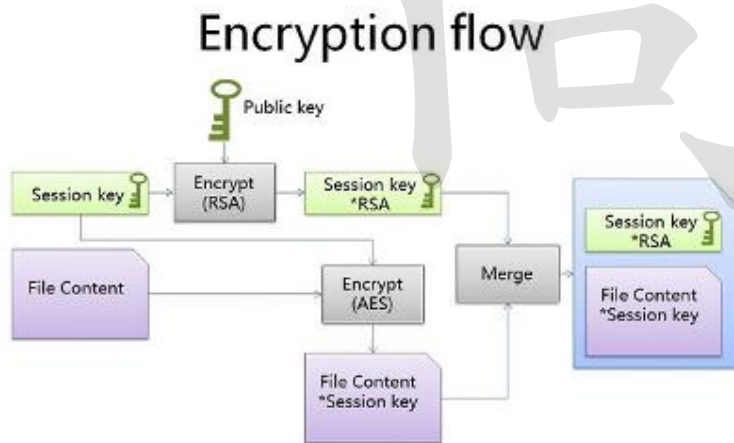 Encryption flow
Public key
Session key
Encrypt
(RSA)
Session key
*RSA
File Content
Encrypt
(AES)
Merge
File Content
*Session key
Session key
*RSA
File Content
*Session key